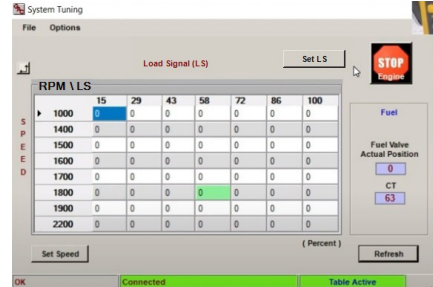 System Tuning
File Options
Load Signal (LS)
Set LS
STOP
Engine
RPM \ LS
15 29 43 58 72 86 100
SPEED
1000 0 0 0 0 0 0 0
1400 0 0 0 0 0 0 0
1500 0 0 0 0 0 0 0
1600 0 0 0 0 0 0 0
1700 0 0 0 0 0 0 0
1800 0 0 0 0 0 0 0
1900 0 0 0 0 0 0 0
2200 0 0 0 0 0 0 0
Fuel
Fuel Valve
Actual Position
0
CT
63
( Percent )
Set Speed
Refresh
OK Connected Table Active